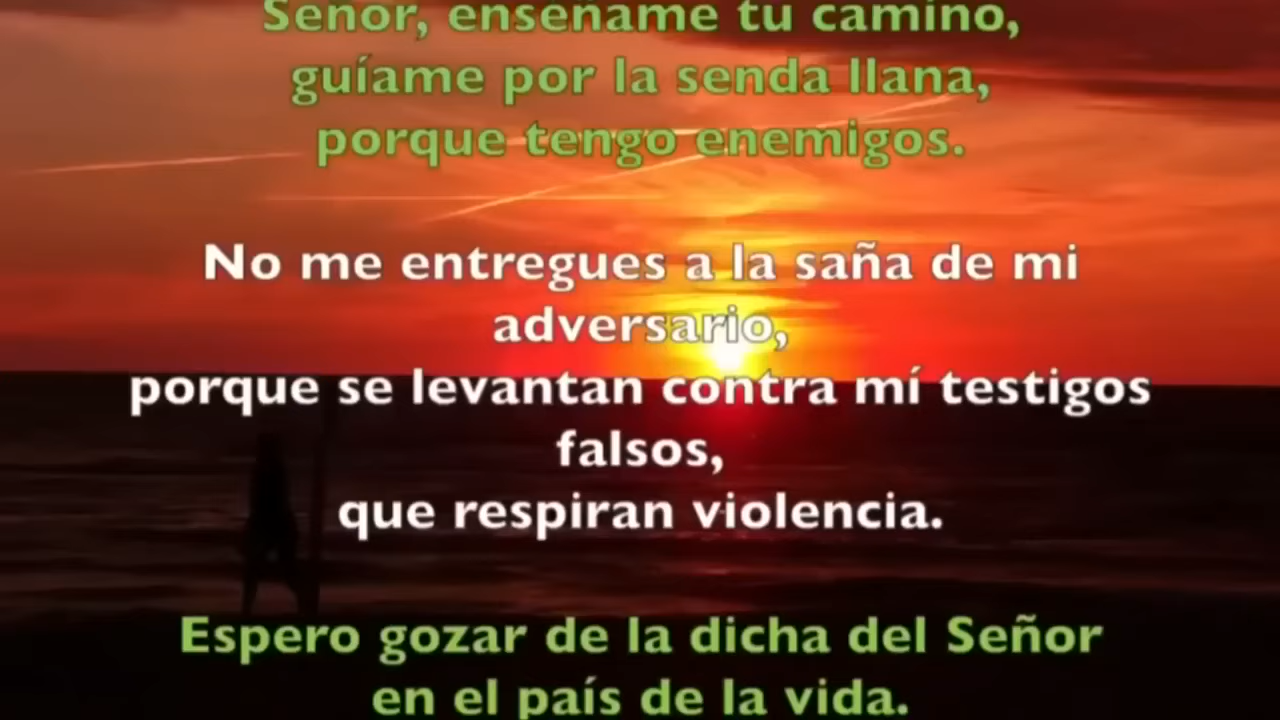 Señor, enséñame tu camino,
guíame por la senda llana,
porque tengo enemigos.
No me entregues a la saña de mi
adversario,
porque se levantan contra mí testigos
falsos,
que respiran violencia.
Espero gozar de la dicha del Señor
en el país de la vida.